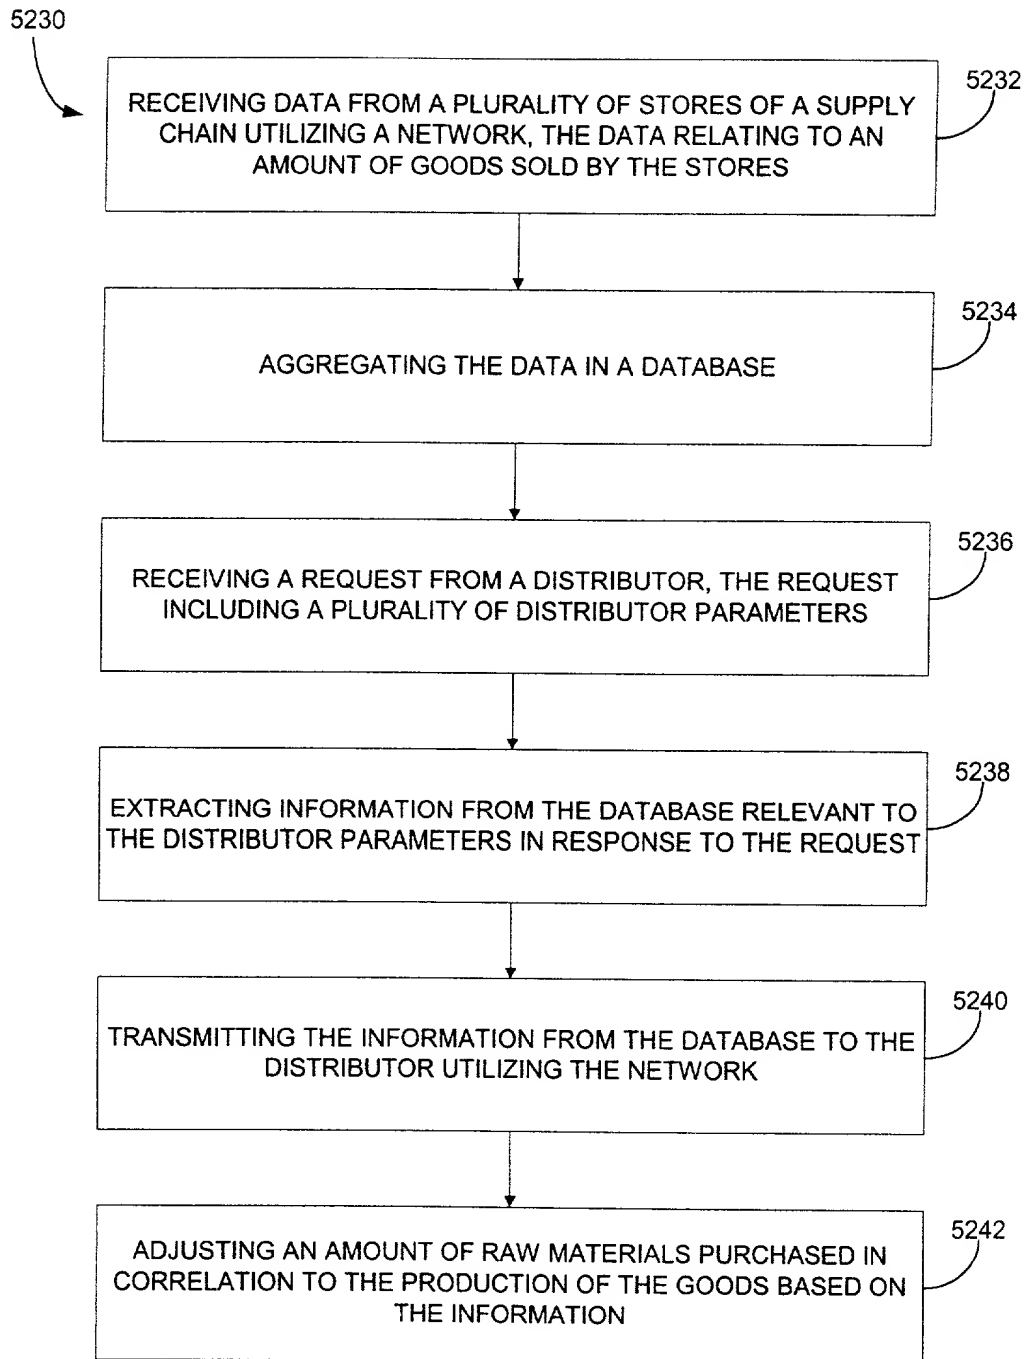 5230
RECEIVING DATA FROM A PLURALITY OF STORES OF A SUPPLY
CHAIN UTILIZING A NETWORK, THE DATA RELATING TO AN
AMOUNT OF GOODS SOLD BY THE STORES
5232
AGGREGATING THE DATA IN A DATABASE
5234
RECEIVING A REQUEST FROM A DISTRIBUTOR, THE REQUEST
INCLUDING A PLURALITY OF DISTRIBUTOR PARAMETERS
5236
EXTRACTING INFORMATION FROM THE DATABASE RELEVANT TO
THE DISTRIBUTOR PARAMETERS IN RESPONSE TO THE REQUEST
5238
TRANSMITTING THE INFORMATION FROM THE DATABASE TO THE
DISTRIBUTOR UTILIZING THE NETWORK
5240
ADJUSTING AN AMOUNT OF RAW MATERIALS PURCHASED IN
CORRELATION TO THE PRODUCTION OF THE GOODS BASED ON
THE INFORMATION
5242